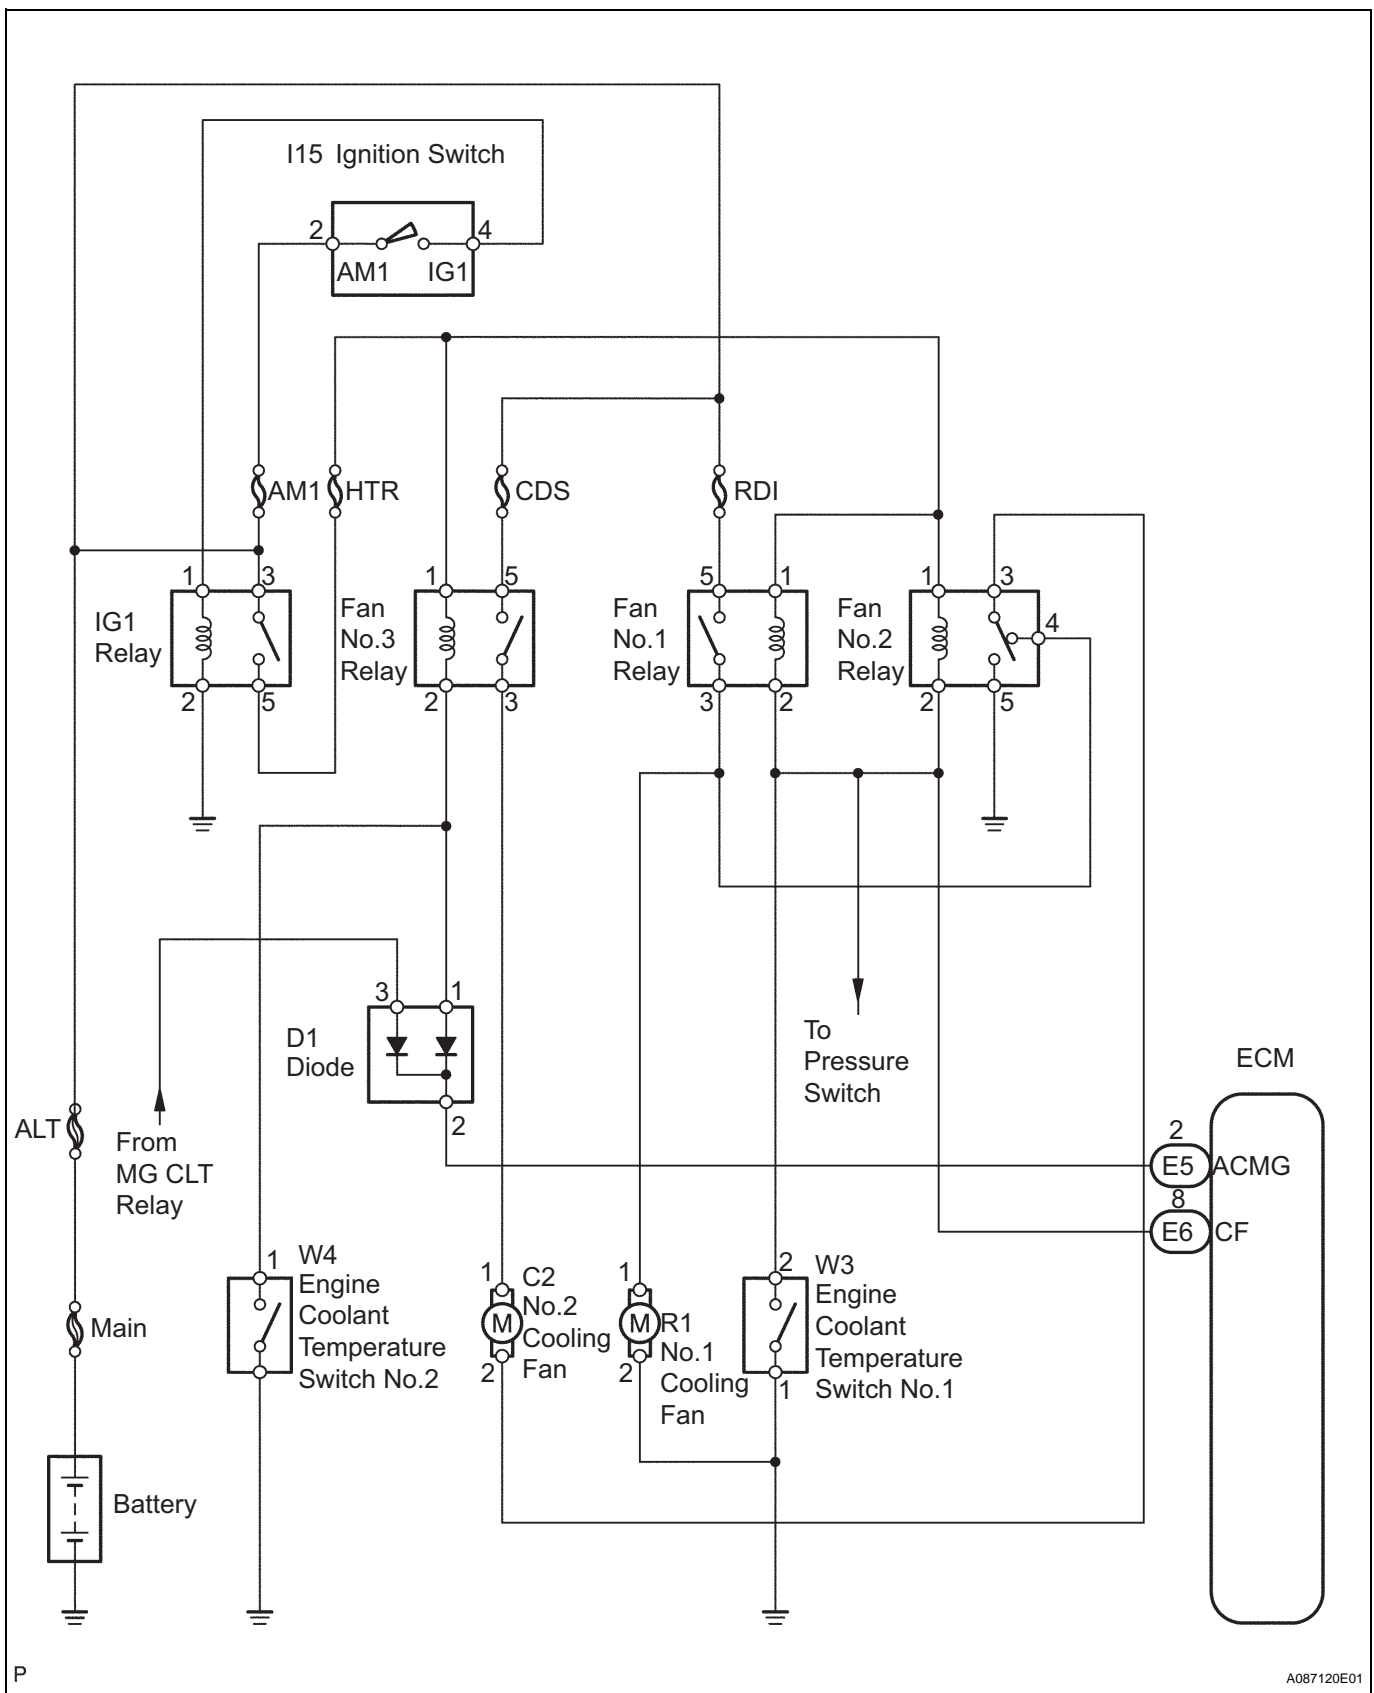 I15 Ignition Switch
2
4
AM1
IG1
AM1
HTR
CDS
RDI
1
3
IG1
Relay
2
5
1
5
Fan
No.3
Relay
2
3
5
1
Fan
No.1
Relay
3
2
1
3
4
Fan
No.2
Relay
2
5
3
1
D1
Diode
2
To
Pressure
Switch
ECM
ALT
From
MG CLT
Relay
2
E5
ACMG
8
E6
CF
Main
1
W4
Engine
Coolant
Temperature
Switch No.2
1
C2
No.2
Cooling
Fan
M
2
1
M
R1
No.1
Cooling
Fan
2
2
W3
Engine
Coolant
Temperature
Switch No.1
1
Battery
P
A087120E01